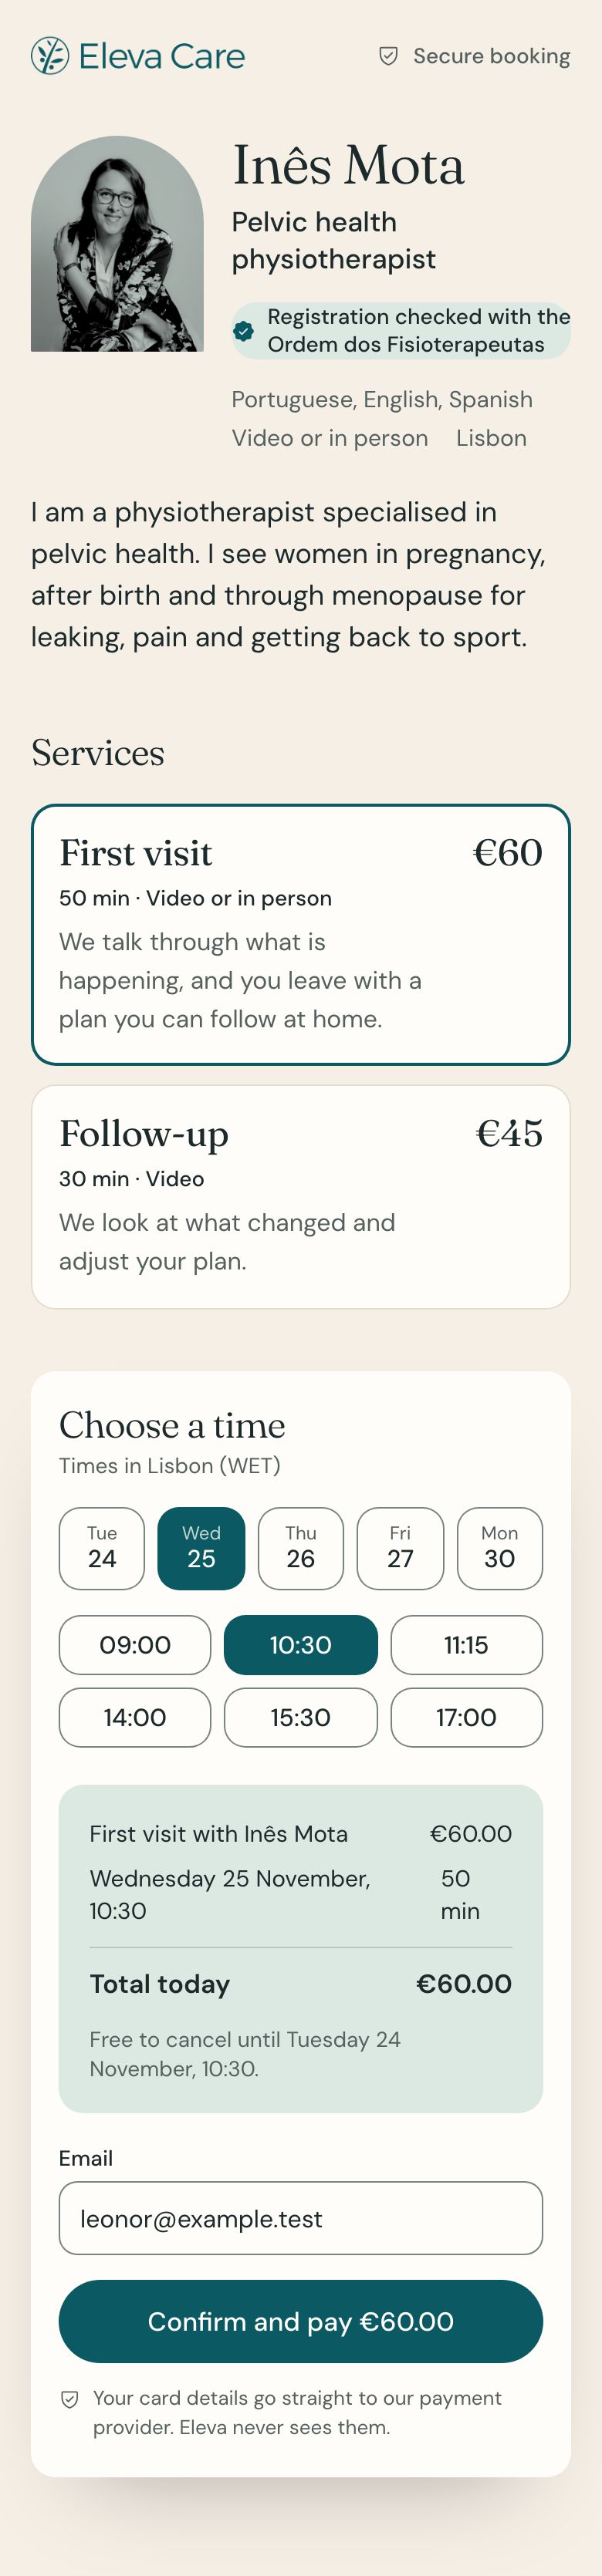 Eleva Care
Secure booking
Inês Mota
Pelvic health
physiotherapist
Registration checked with the
Ordem dos Fisioterapeutas
Portuguese, English, Spanish
Video or in person Lisbon
I am a physiotherapist specialised in
pelvic health. I see women in pregnancy,
after birth and through menopause for
leaking, pain and getting back to sport.
Services
First visit €60
50 min · Video or in person
We talk through what is
happening, and you leave with a
plan you can follow at home.
Follow-up €45
30 min · Video
We look at what changed and
adjust your plan.
Choose a time
Times in Lisbon (WET)
Tue Wed Thu Fri Mon
24 25 26 27 30
09:00 10:30 11:15
14:00 15:30 17:00
First visit with Inês Mota €60.00
Wednesday 25 November, 50
10:30 min
Total today €60.00
Free to cancel until Tuesday 24
November, 10:30.
Email
leonor@example.test
Confirm and pay €60.00
Your card details go straight to our payment
provider. Eleva never sees them.